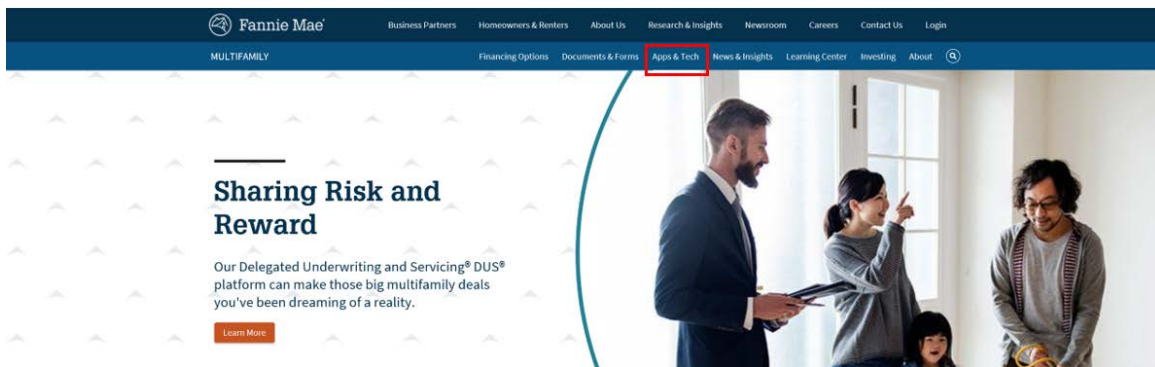 Fannie Mae® Business Partners Homeowners & Renters About Us Research & Insights Newsroom Careers Contact Us Login
MULTIFAMILY Financing Options Documents & Forms Apps & Tech News & Insights Learning Center Investing About
Sharing Risk and
Reward
Our Delegated Underwriting and Servicing® DUS®
platform can make those big multifamily deals
you've been dreaming of a reality.
Learn More